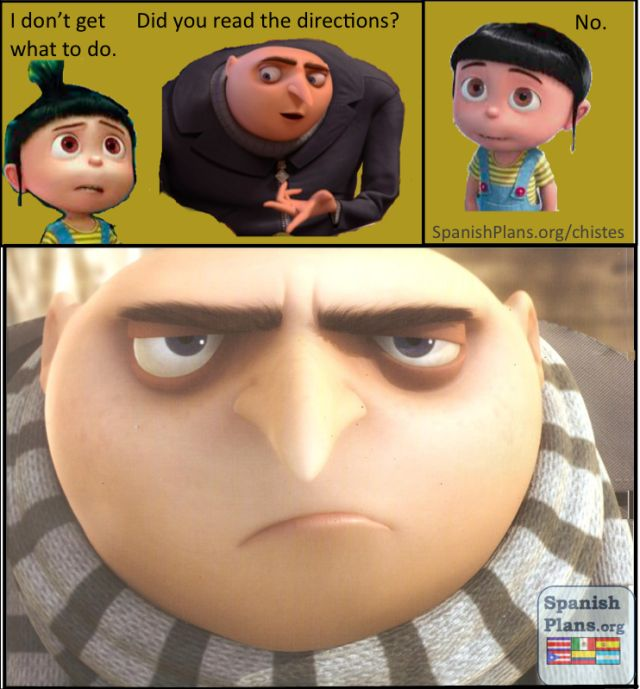 I don't get
what to do.
Did you read the directions?
No.
SpanishPlans.org/chistes
Spanish
Plans.org